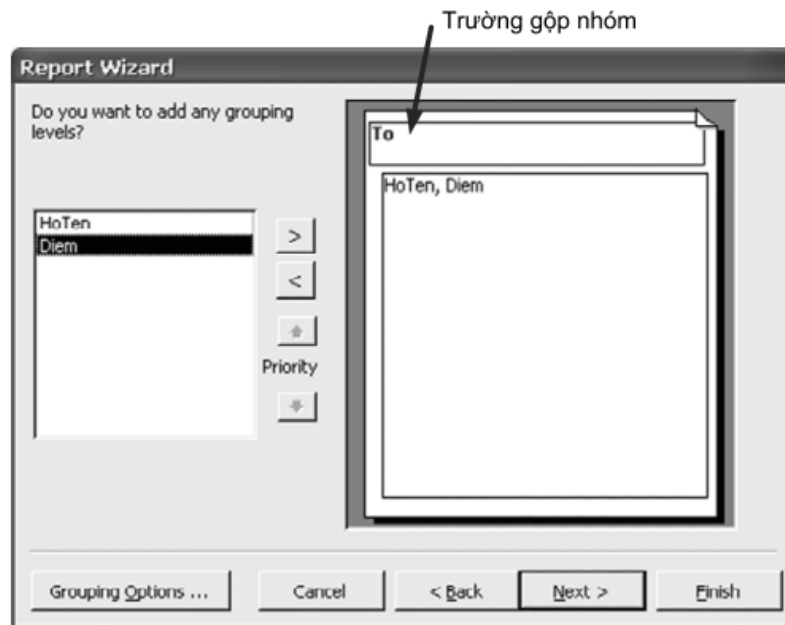 Trường gộp nhóm
Report Wizard
Do you want to add any grouping
levels?
To
HoTen, Diem
HoTen
Diem
>
<
Priority
Grouping Options ...
Cancel
< Back
Next >
Finish